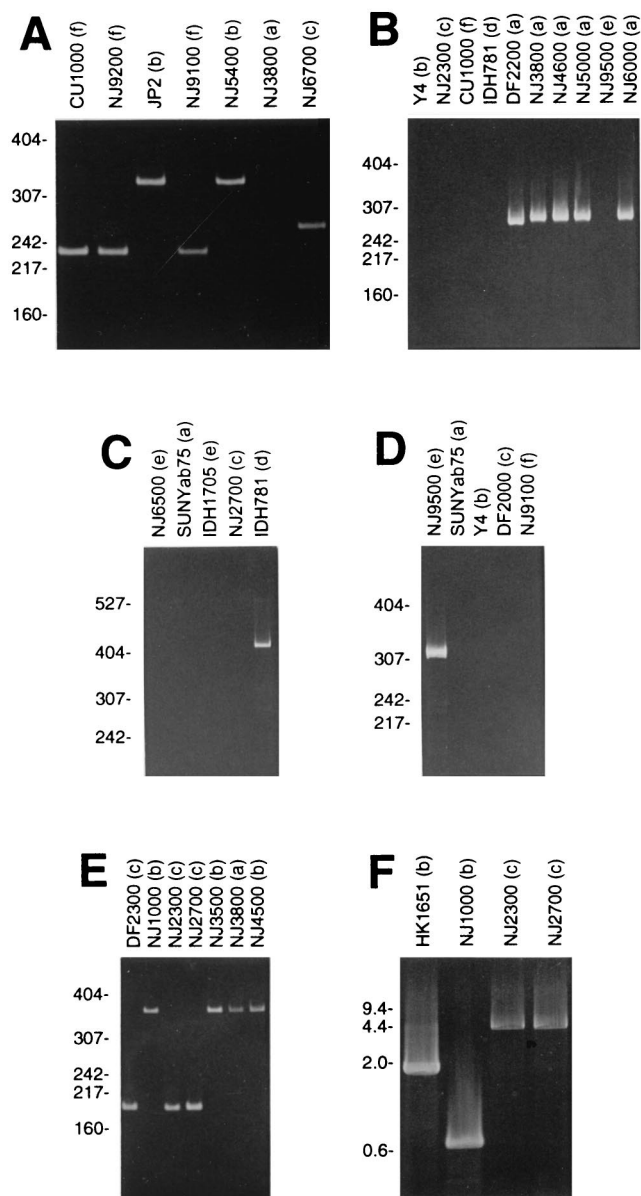 A
CU1000 (f)
NJ9200 (f)
JP2 (b)
NJ9100 (f)
NJ5400 (b)
NJ3800 (a)
NJ6700 (c)
404-
307-
242-
217-
160-
B
Y4 (b)
NJ2300 (c)
CU1000 (f)
IDH781 (d)
DF2200 (a)
NJ3800 (a)
NJ4600 (a)
NJ5000 (a)
NJ9500 (e)
NJ6000 (a)
404-
307-
242-
217-
160-
C
NJ6500 (e)
SUNYab75 (a)
IDH1705 (e)
NJ2700 (c)
IDH781 (d)
527-
404-
307-
242-
D
NJ9500 (e)
SUNYab75 (a)
Y4 (b)
DF2000 (c)
NJ9100 (f)
404-
307-
242-
217-
E
DF2300 (c)
NJ1000 (b)
NJ2300 (c)
NJ2700 (c)
NJ3500 (b)
NJ3800 (a)
NJ4500 (b)
404-
307-
242-
217-
160-
F
HK1651 (b)
NJ1000 (b)
NJ2300 (c)
NJ2700 (c)
9.4-
4.4-
2.0-
0.6-